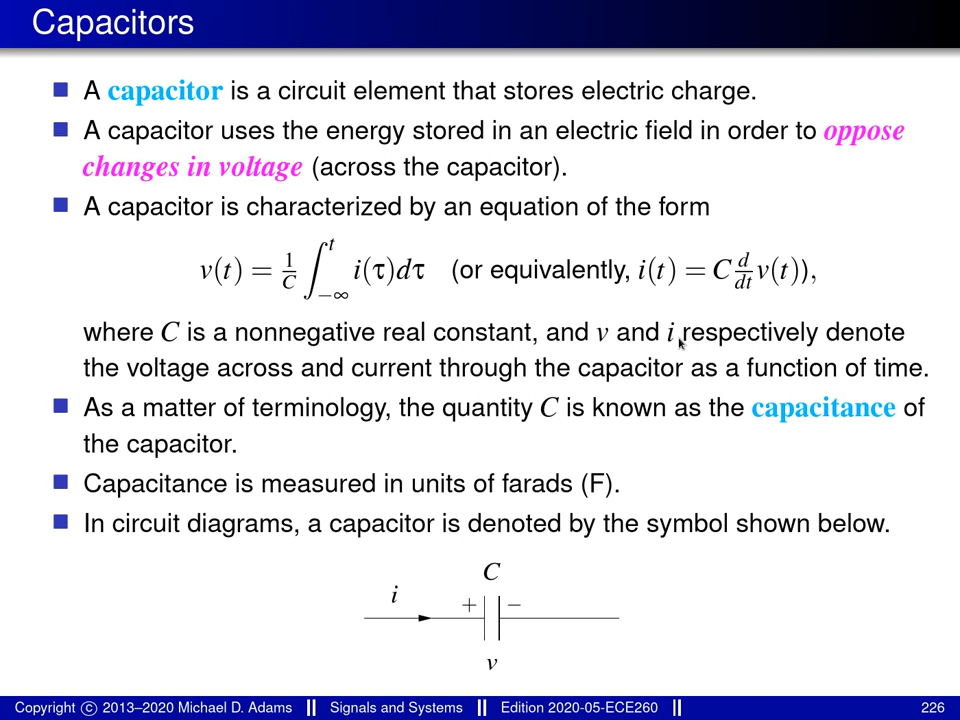 Capacitors
A capacitor is a circuit element that stores electric charge.
A capacitor uses the energy stored in an electric field in order to oppose
changes in voltage (across the capacitor).
A capacitor is characterized by an equation of the form
v(t) = 1/C ∫_{−∞}^{t} i(τ)dτ (or equivalently, i(t) = C d/dt v(t)),
where C is a nonnegative real constant, and v and i respectively denote
the voltage across and current through the capacitor as a function of time.
As a matter of terminology, the quantity C is known as the capacitance of
the capacitor.
Capacitance is measured in units of farads (F).
In circuit diagrams, a capacitor is denoted by the symbol shown below.
C
i
+ −
v
Copyright © 2013–2020 Michael D. Adams Signals and Systems Edition 2020-05-ECE260 226